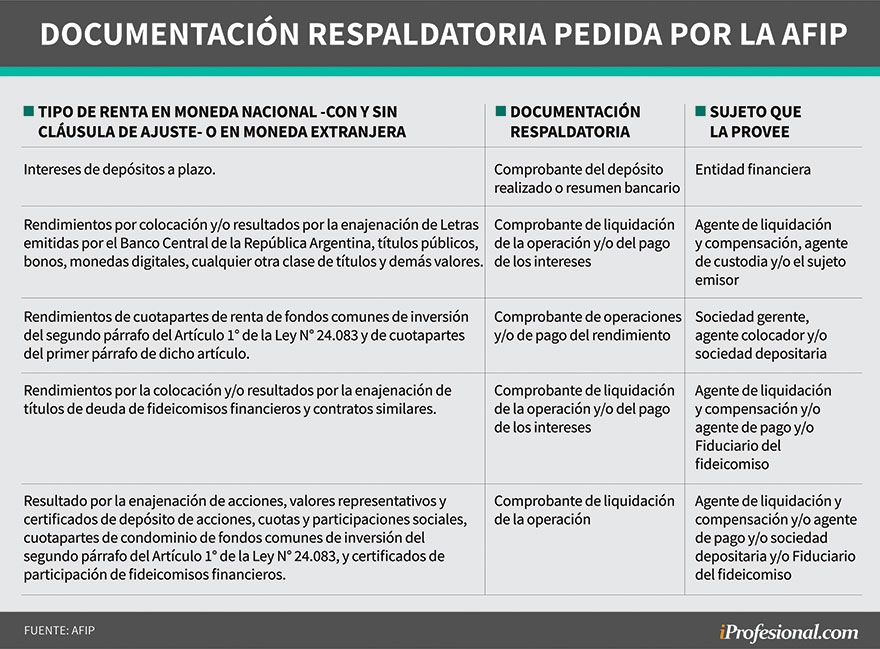 DOCUMENTACIÓN RESPALDATORIA PEDIDA POR LA AFIP
TIPO DE RENTA EN MONEDA NACIONAL -CON Y SIN
CLÁUSULA DE AJUSTE- O EN MONEDA EXTRANJERA
DOCUMENTACIÓN
RESPALDATORIA
SUJETO QUE
LA PROVEE
Intereses de depósitos a plazo.
Comprobante del depósito
realizado o resumen bancario
Entidad financiera
Rendimientos por colocación y/o resultados por la enajenación de Letras
emitidas por el Banco Central de la República Argentina, títulos públicos,
bonos, monedas digitales, cualquier otra clase de títulos y demás valores.
Comprobante de liquidación
de la operación y/o del pago
de los intereses
Agente de liquidación
y compensación, agente
de custodia y/o el sujeto
emisor
Rendimientos de cuotapartes de renta de fondos comunes de inversión
del segundo párrafo del Artículo 1° de la Ley N° 24.083 y de cuotapartes
del primer párrafo de dicho artículo.
Comprobante de operaciones
y/o de pago del rendimiento
Sociedad gerente,
agente colocador y/o
sociedad depositaria
Rendimientos por la colocación y/o resultados por la enajenación de
títulos de deuda de fideicomisos financieros y contratos similares.
Comprobante de liquidación
de la operación y/o del pago
de los intereses
Agente de liquidación
y compensación y/o
agente de pago y/o
Fiduciario del
fideicomiso
Resultado por la enajenación de acciones, valores representativos y
certificados de depósito de acciones, cuotas y participaciones sociales,
cuotapartes de condominio de fondos comunes de inversión del
segundo párrafo del Artículo 1° de la Ley N° 24.083, y certificados de
participación de fideicomisos financieros.
Comprobante de liquidación
de la operación
Agente de liquidación y
compensación y/o agente
de pago y/o sociedad
depositaria y/o Fiduciario
del fideicomiso
FUENTE: AFIP
iProfesional.com